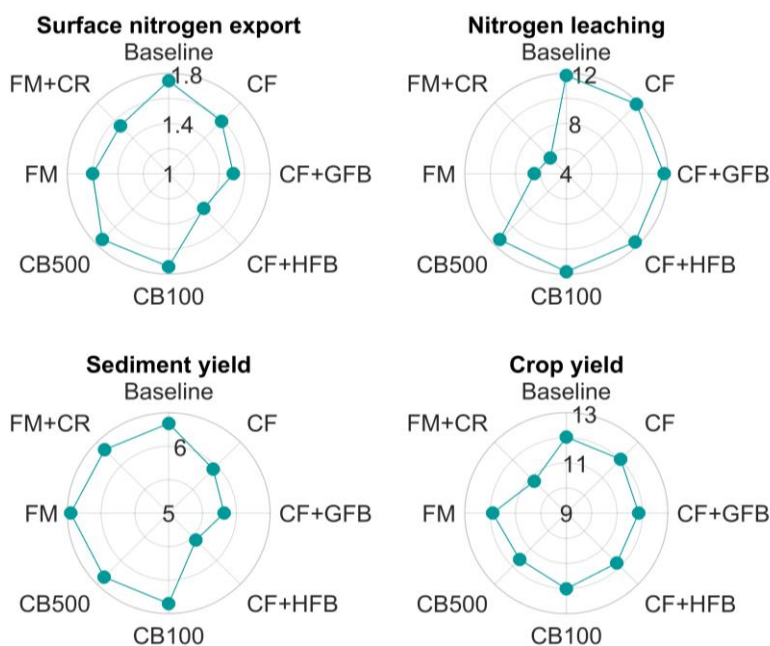 Surface nitrogen export
Baseline
1.8
FM+CR
CF
1.4
FM
1
CF+GFB
CB500
CF+HFB
CB100
Nitrogen leaching
Baseline
12
FM+CR
CF
8
FM
4
CF+GFB
CB500
CF+HFB
CB100
Sediment yield
Baseline
FM+CR
CF
6
FM
5
CF+GFB
CB500
CF+HFB
CB100
Crop yield
Baseline
13
FM+CR
CF
11
FM
9
CF+GFB
CB500
CF+HFB
CB100